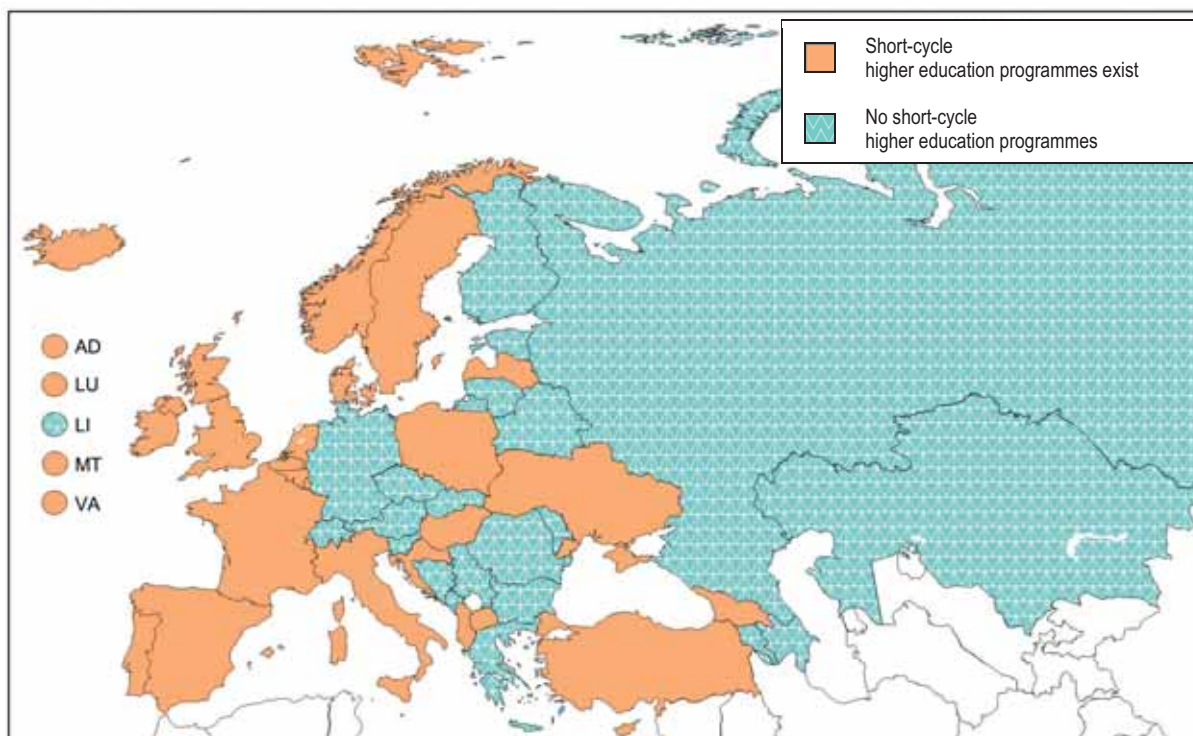 Short-cycle
higher education programmes exist
No short-cycle
higher education programmes
AD
LU
LI
MT
VA